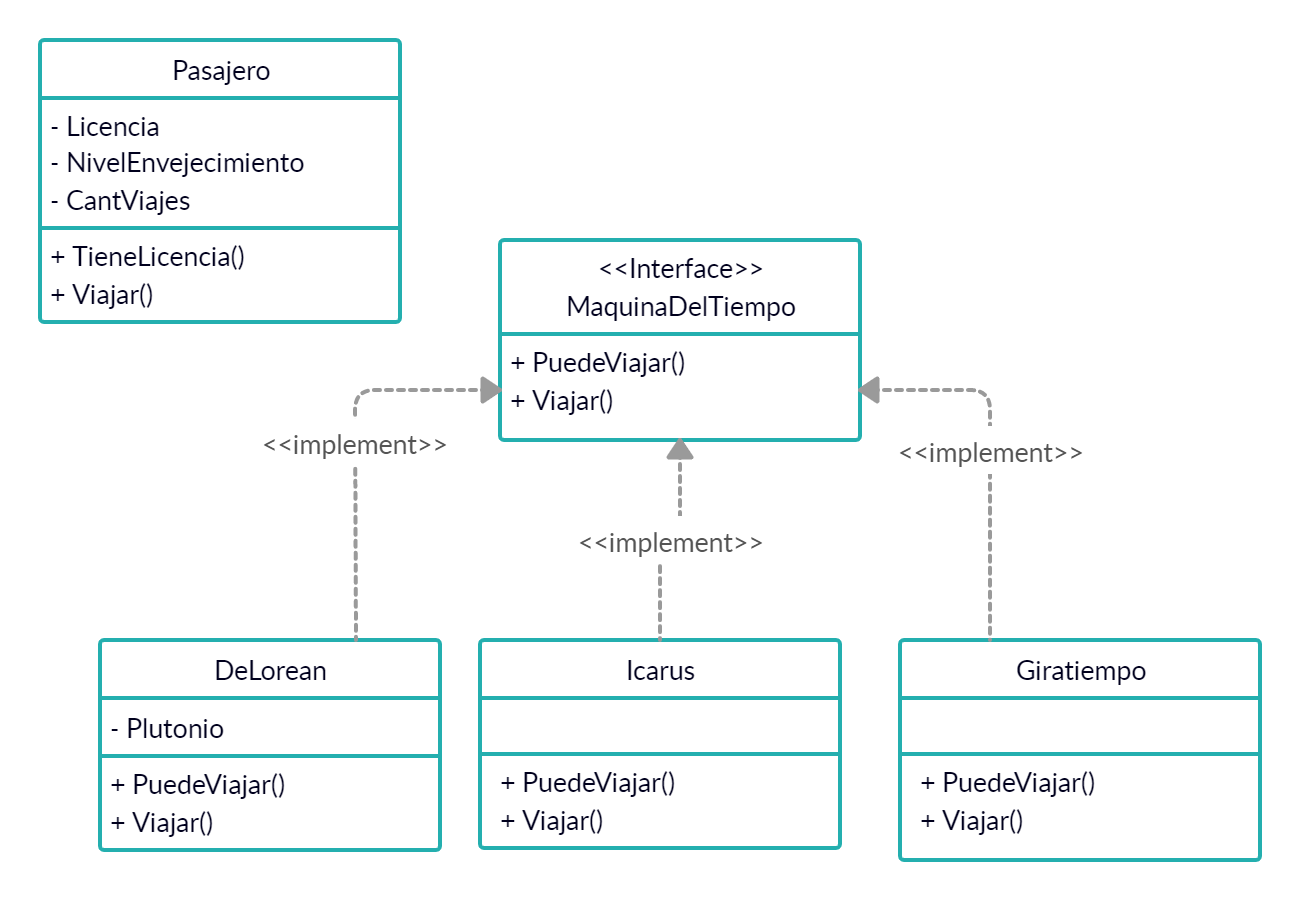 Pasajero
- Licencia
- NivelEnvejecimiento
- CantViajes
+ TieneLicencia()
+ Viajar()
<<Interface>>
MaquinaDelTiempo
+ PuedeViajar()
+ Viajar()
<<implement>>
<<implement>>
<<implement>>
DeLorean
- Plutonio
+ PuedeViajar()
+ Viajar()
Icarus
+ PuedeViajar()
+ Viajar()
Giratiempo
+ PuedeViajar()
+ Viajar()